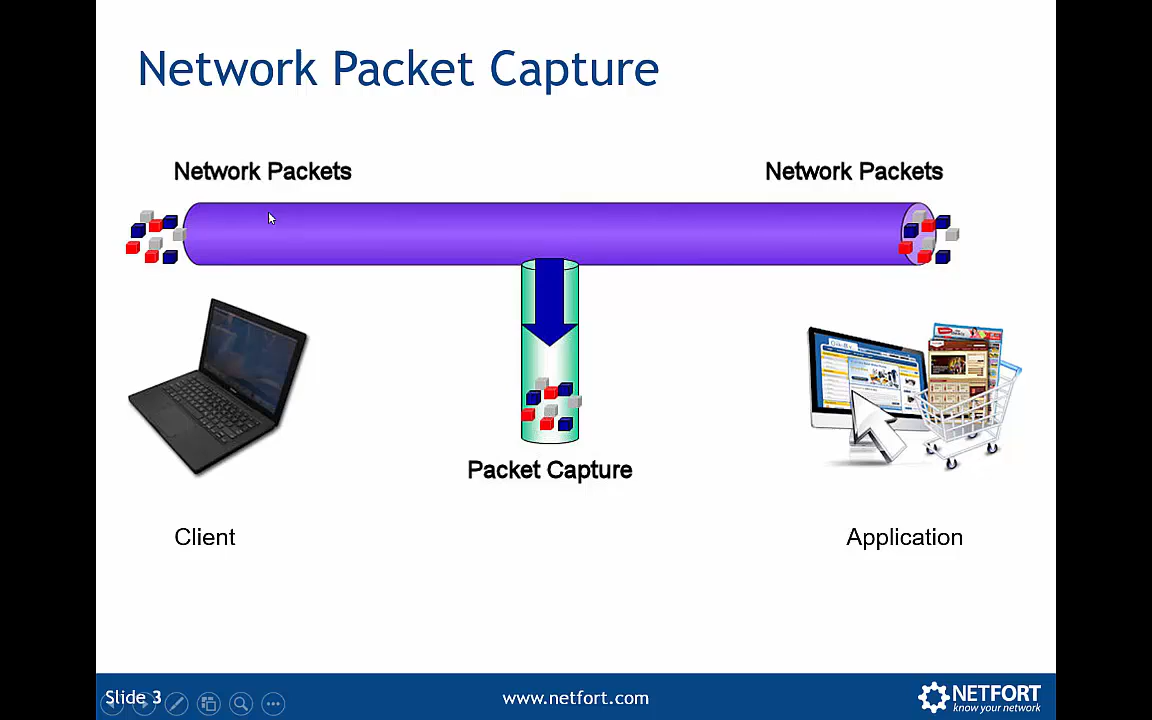 Network Packet Capture
Network Packets
Network Packets
Packet Capture
Client
Application
Slide 3
www.netfort.com
NETFORT
know your network